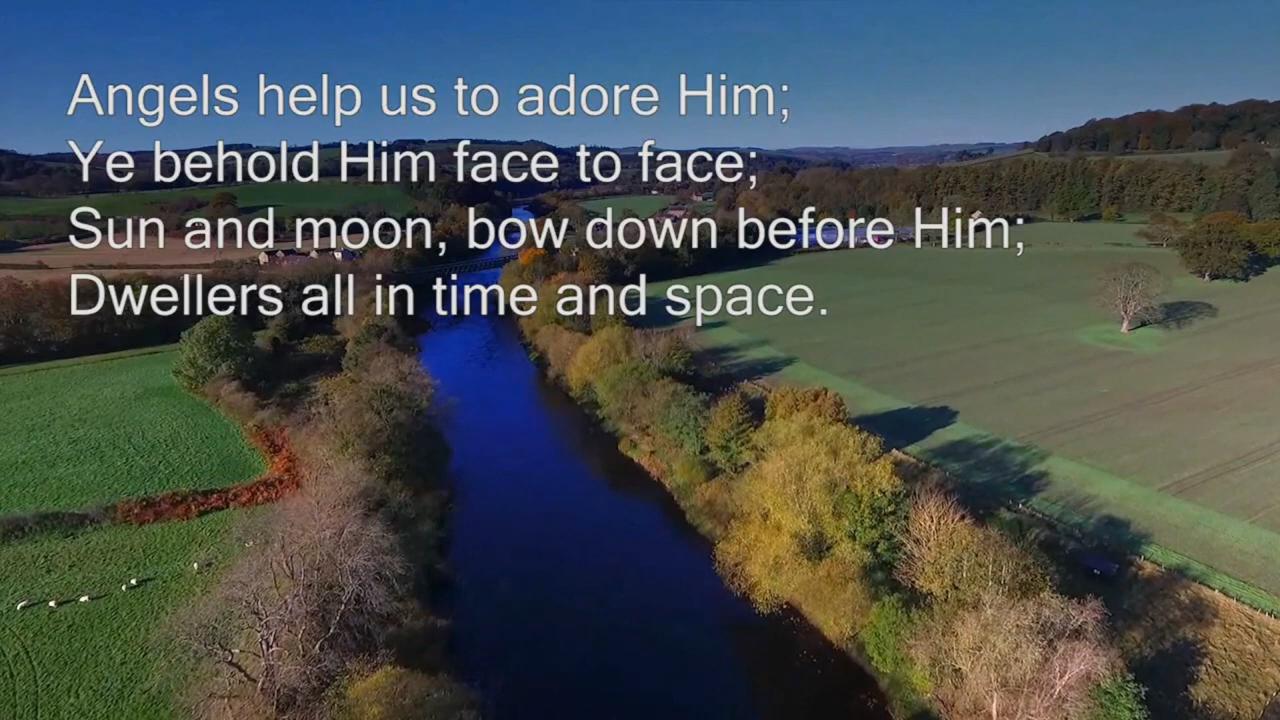 Angels help us to adore Him;
Ye behold Him face to face;
Sun and moon, bow down before Him;
Dwellers all in time and space.